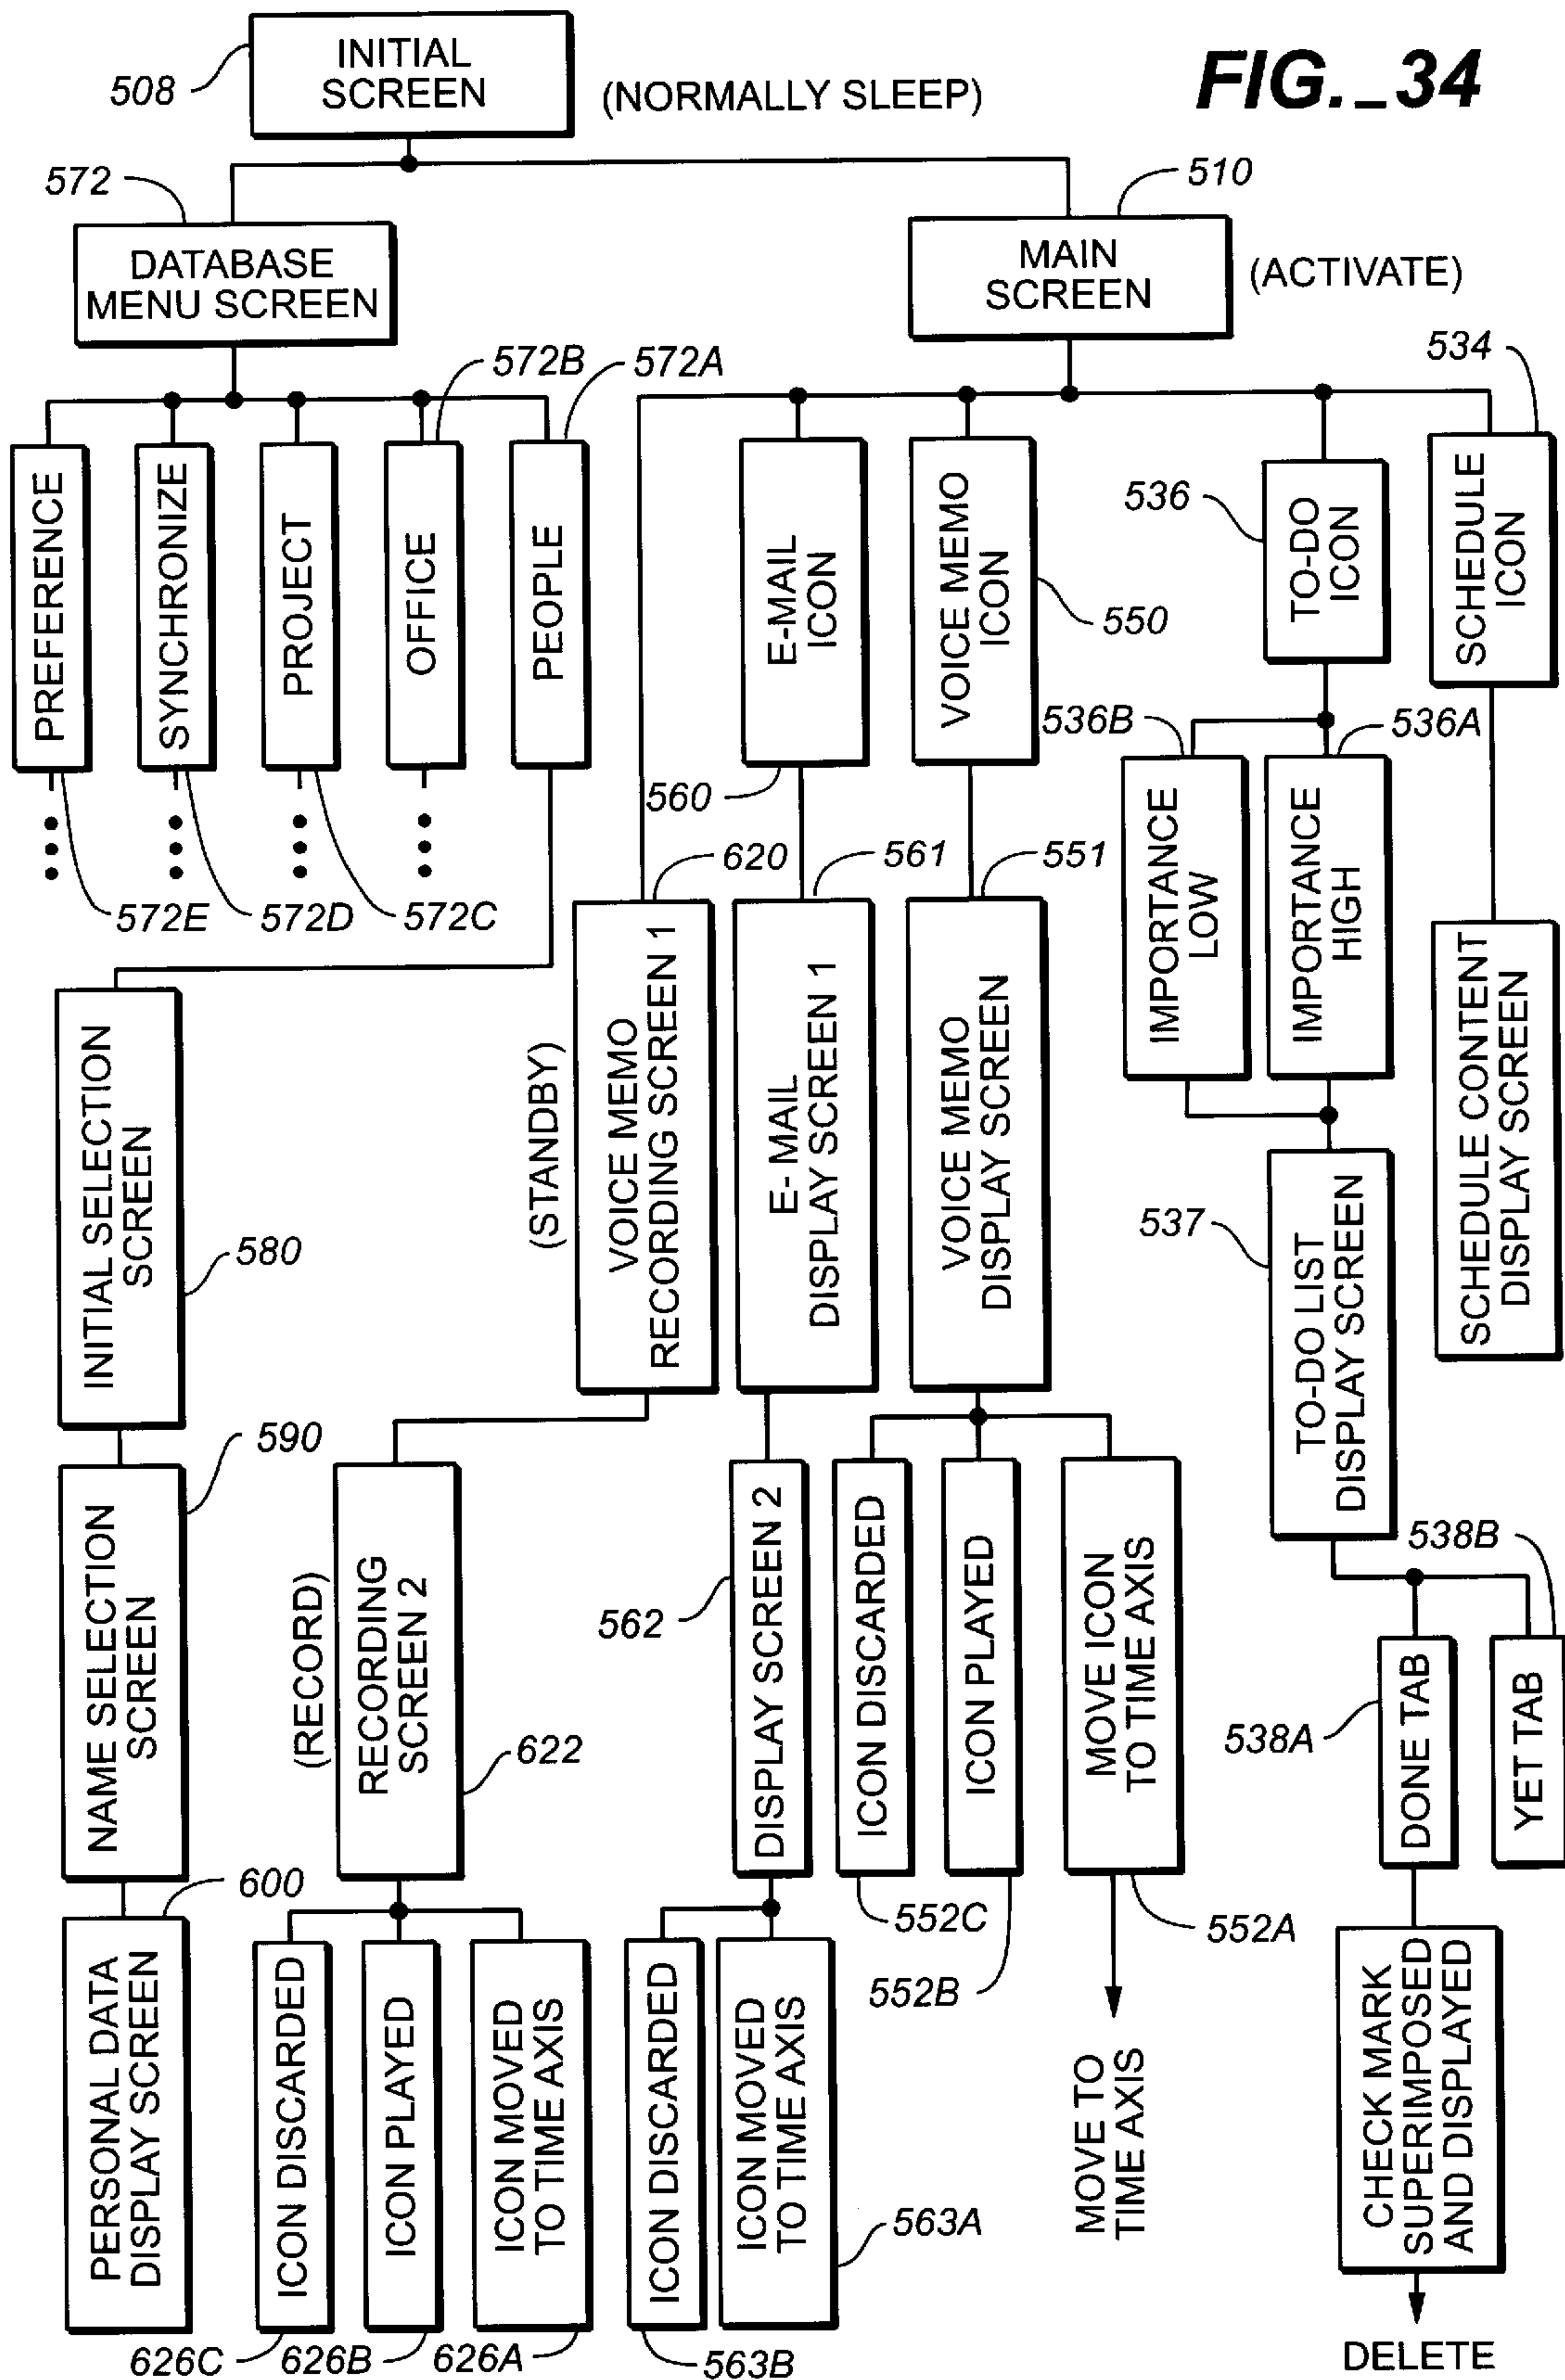 FIG._34
INITIAL
SCREEN
508
(NORMALLY SLEEP)
572
510
DATABASE
MENU SCREEN
MAIN
SCREEN
(ACTIVATE)
572B
572A
534
PREFERENCE
SYNCHRONIZE
PROJECT
OFFICE
PEOPLE
E-MAIL
ICON
VOICE MEMO
ICON
536
TO-DO
ICON
SCHEDULE
ICON
550
536B
536A
560
IMPORTANCE
LOW
IMPORTANCE
HIGH
572E
572D
572C
620
561
551
(STANDBY)
VOICE MEMO
RECORDING SCREEN 1
E- MAIL
DISPLAY SCREEN 1
VOICE MEMO
DISPLAY SCREEN
SCHEDULE CONTENT
DISPLAY SCREEN
INITIAL SELECTION
SCREEN
580
537
TO-DO LIST
DISPLAY SCREEN
590
NAME SELECTION
SCREEN
(RECORD)
RECORDING
SCREEN 2
622
562
DISPLAY SCREEN 2
ICON DISCARDED
ICON PLAYED
MOVE ICON
TO TIME AXIS
538B
538A
DONE TAB
YET TAB
600
552C
552B
552A
PERSONAL DATA
DISPLAY SCREEN
ICON DISCARDED
ICON PLAYED
ICON MOVED
TO TIME AXIS
ICON DISCARDED
ICON MOVED
TO TIME AXIS
563A
MOVE TO
TIME AXIS
CHECK MARK
SUPERIMPOSED
AND DISPLAYED
626C
626B
626A
563B
DELETE